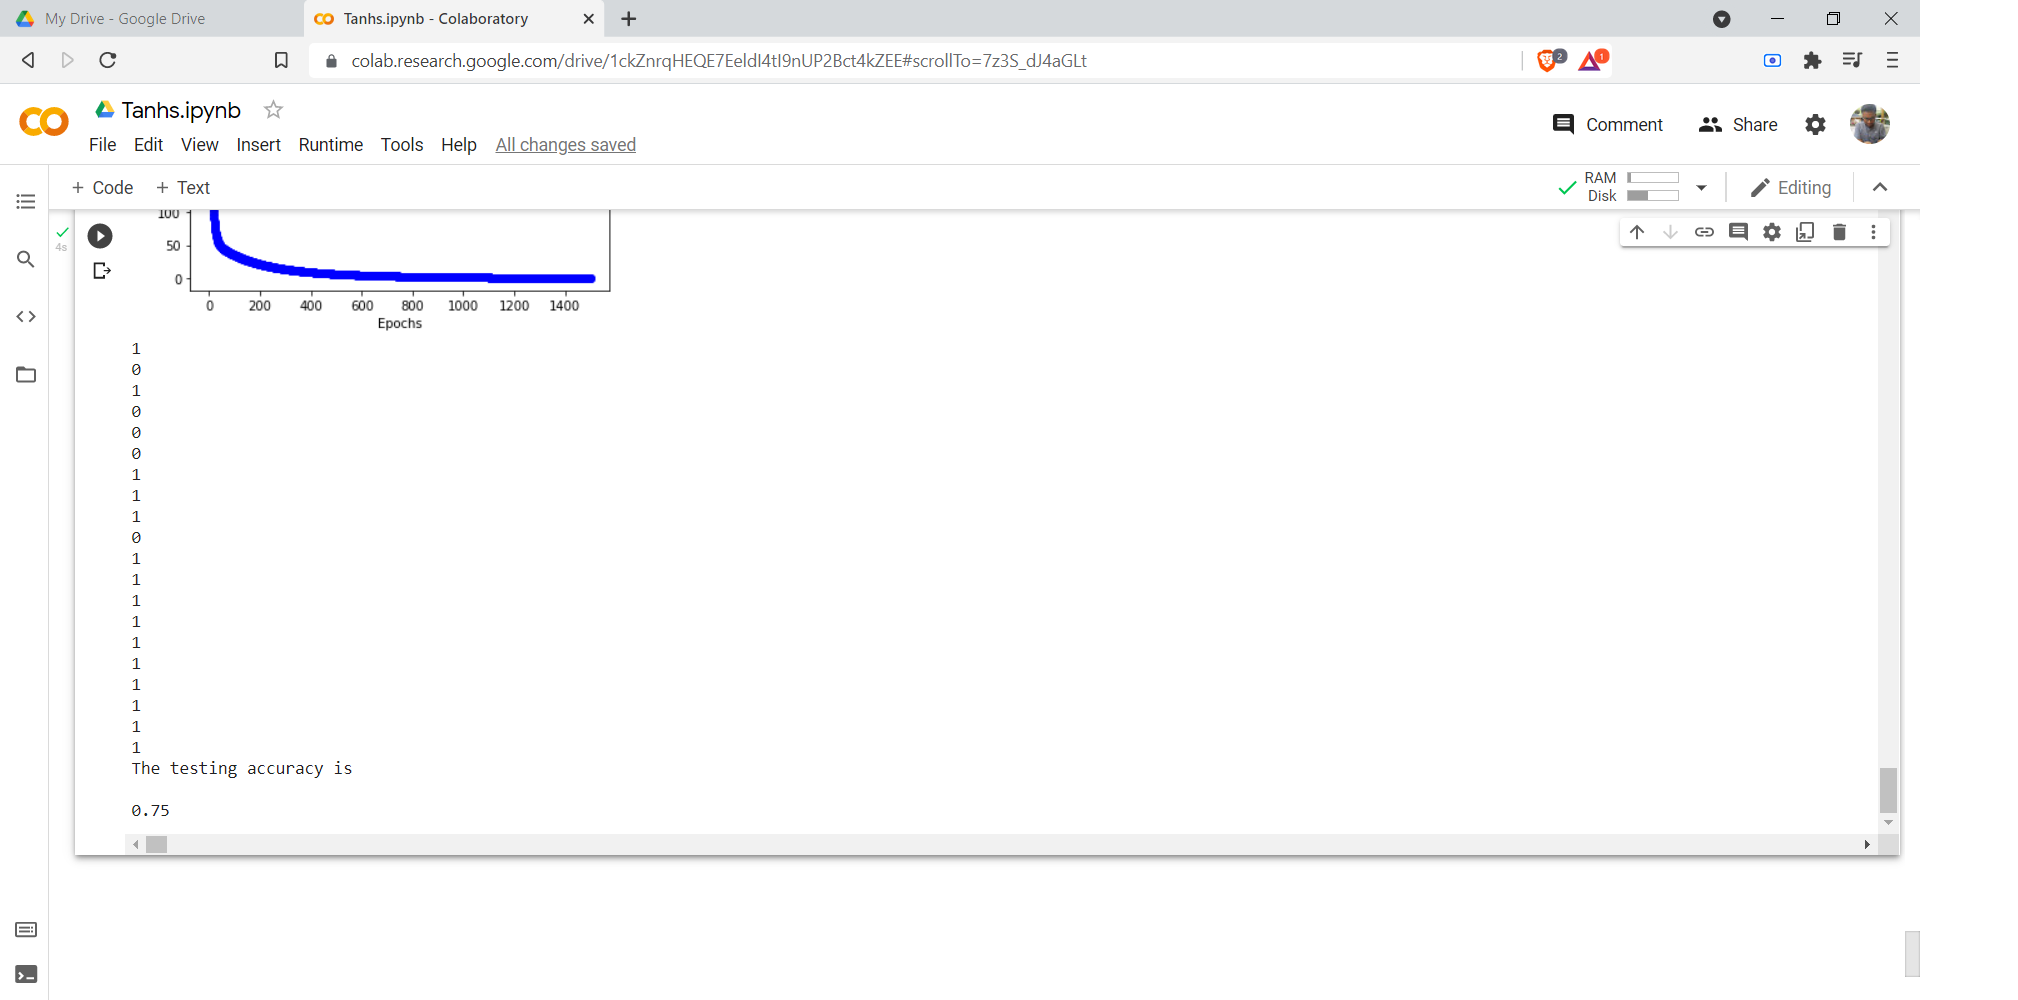 My Drive - Google Drive
Tanhs.ipynb - Colaboratory
colab.research.google.com/drive/1ckZnrqHEQE7EeldI4tI9nUP2Bct4kZEE#scrollTo=7z3S_dJ4aGLt
2
1
Tanhs.ipynb
Comment
Share
File Edit View Insert Runtime Tools Help All changes saved
+ Code + Text
RAM
Disk
Editing
4s
100
50
0
0 200 400 600 800 1000 1200 1400
Epochs
1
0
1
0
0
0
1
1
1
0
1
1
1
1
1
1
1
1
1
1
The testing accuracy is
0.75